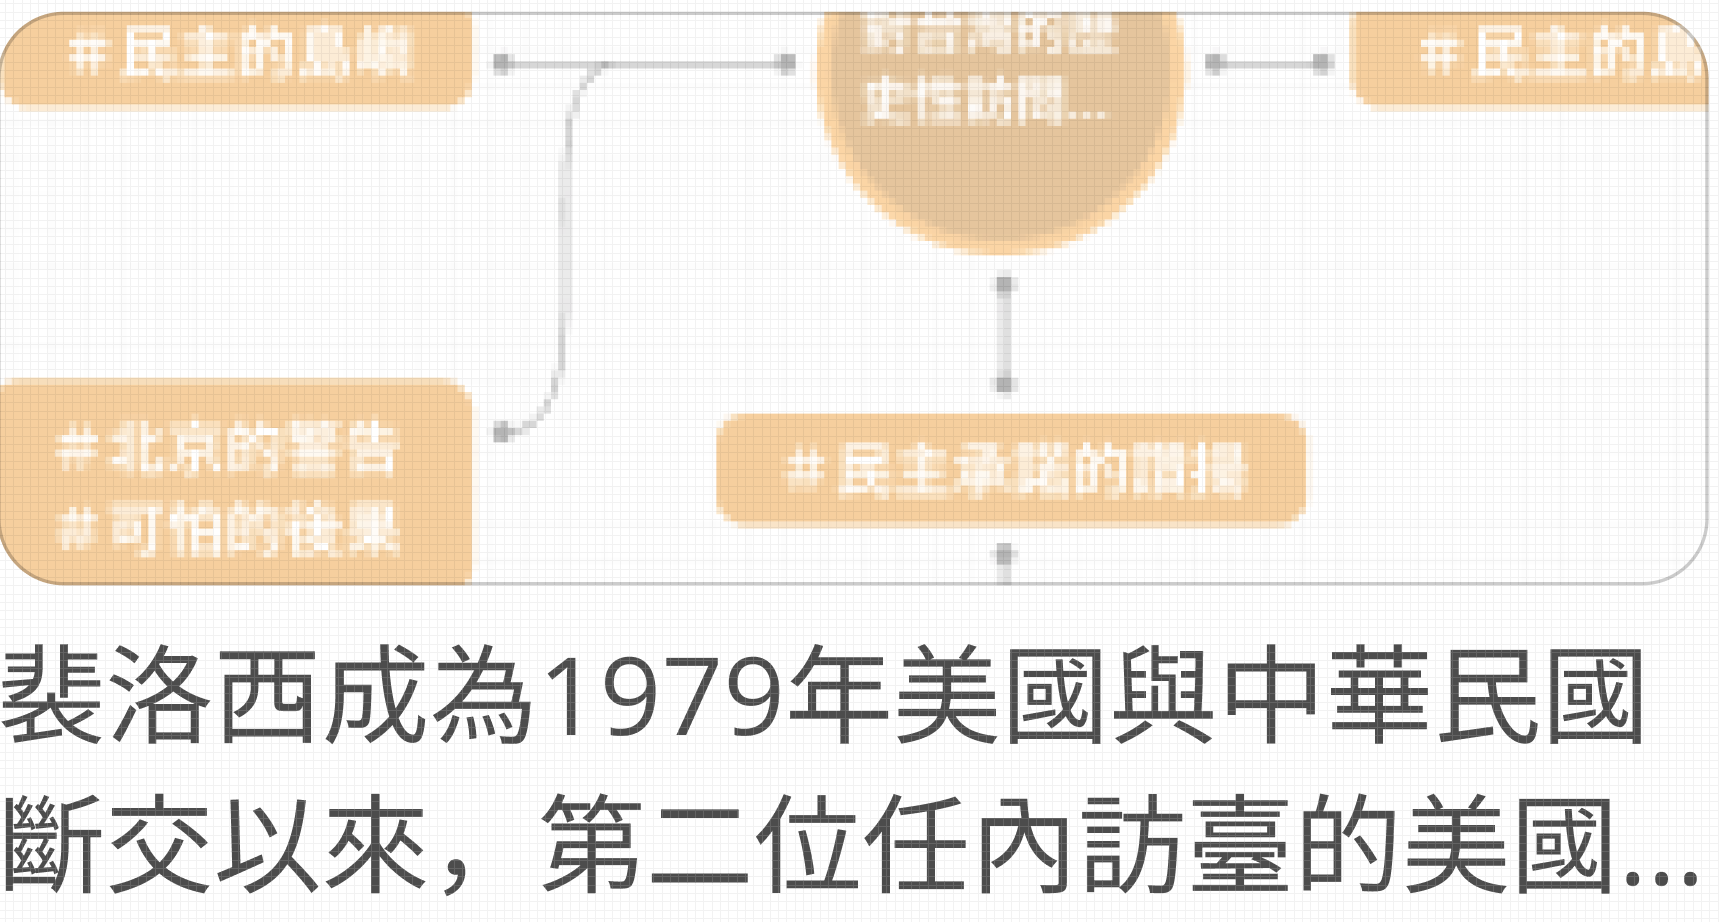 #民主的島嶼
對台灣的歷
史性訪問...
#民主的島
#北京的警告
#可怕的後果
#民主承諾的證據
裴洛西成為1979年美國與中華民國
斷交以來，第二位任內訪臺的美國...